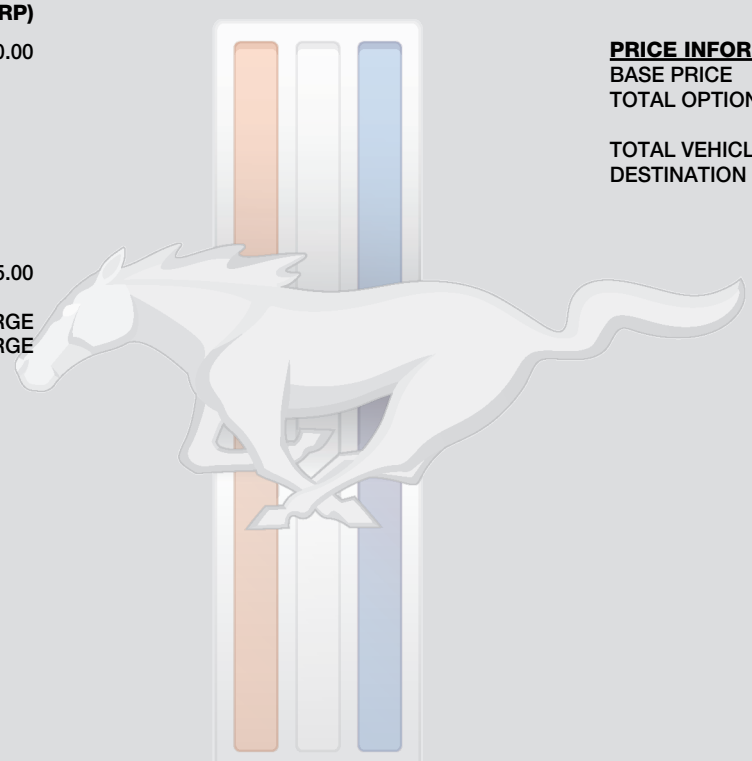 RP)
0.00
5.00
RGE
RGE
PRICE INFOR
BASE PRICE
TOTAL OPTION
TOTAL VEHICL
DESTINATION